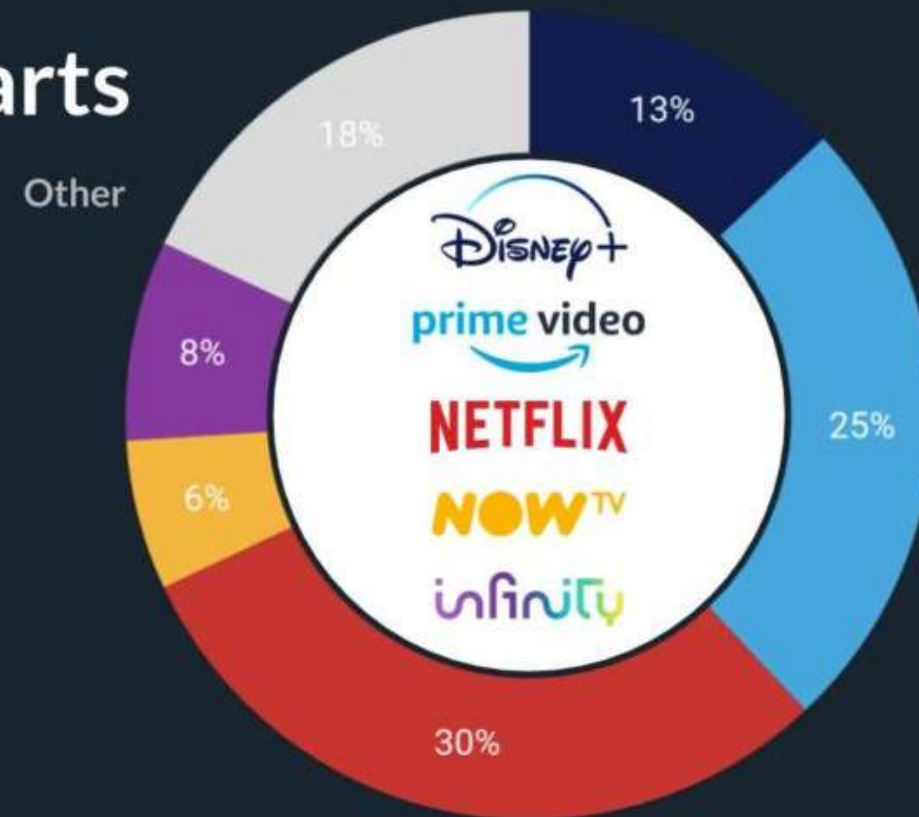 arts
Other
18%
13%
Disney+
prime video
8%
NETFLIX
25%
6%
NOW TV
infinity
30%